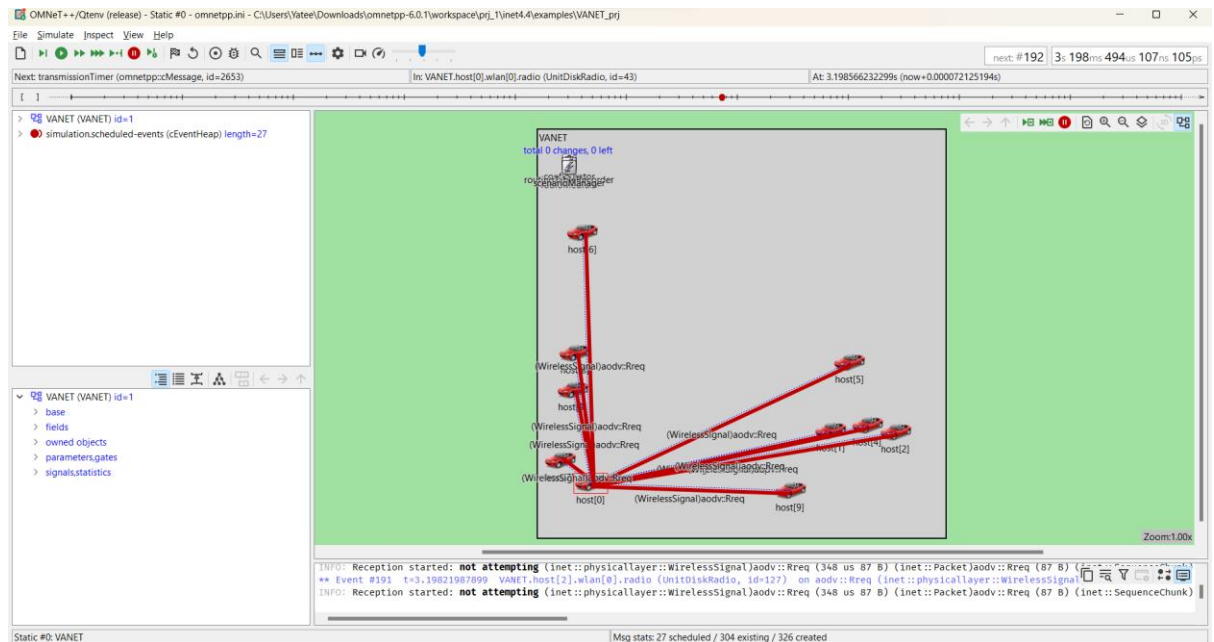 OMNeT++/Qtenv (release) - Static #0 - omnetpp.ini - C:\Users\Yatee\Downloads\omnetpp-6.0.1\workspace\prj_1\inet4.4\examples\VANET_prj
File Simulate Inspect View Help
next: #192 3s 198ms 494us 107ns 105ps
Next: transmissionTimer (omnetpp::cMessage, id=2653) In: VANET.host[0].wlan[0].radio (UnitDiskRadio, id=43) At: 3.198566232299s (now+0.000072125194s)
VANET (VANET) id=1
simulation.scheduled-events (cEventHeap) length=27
VANET (VANET) id=1
base
fields
owned objects
parameters,gates
signals,statistics
VANET
total 0 changes, 0 left
scenarioManager
host[6]
(WirelessSignal)aodv::Rreq
host[5]
(WirelessSignal)aodv::Rreq
(WirelessSignal)aodv::Rreq
(WirelessSignal)aodv::Rreq
host[1] host[4] host[2]
(WirelessSignal)aodv::Rreq
(WirelessSignal)aodv::Rreq
host[0] (WirelessSignal)aodv::Rreq
host[9]
Zoom:1.00x
INFO: Reception started: not attempting (inet::physicallayer::WirelessSignal)aodv::Rreq (348 us 87 B) (inet::Packet)aodv::Rreq (87 B)
** Event #191 t=3.19821987899 VANET.host[2].wlan[0].radio (UnitDiskRadio, id=127) on aodv::Rreq (inet::physicallayer::WirelessSignal
INFO: Reception started: not attempting (inet::physicallayer::WirelessSignal)aodv::Rreq (348 us 87 B) (inet::Packet)aodv::Rreq (87 B) (inet::SequenceChunk)
Static #0: VANET Msg stats: 27 scheduled / 304 existing / 326 created